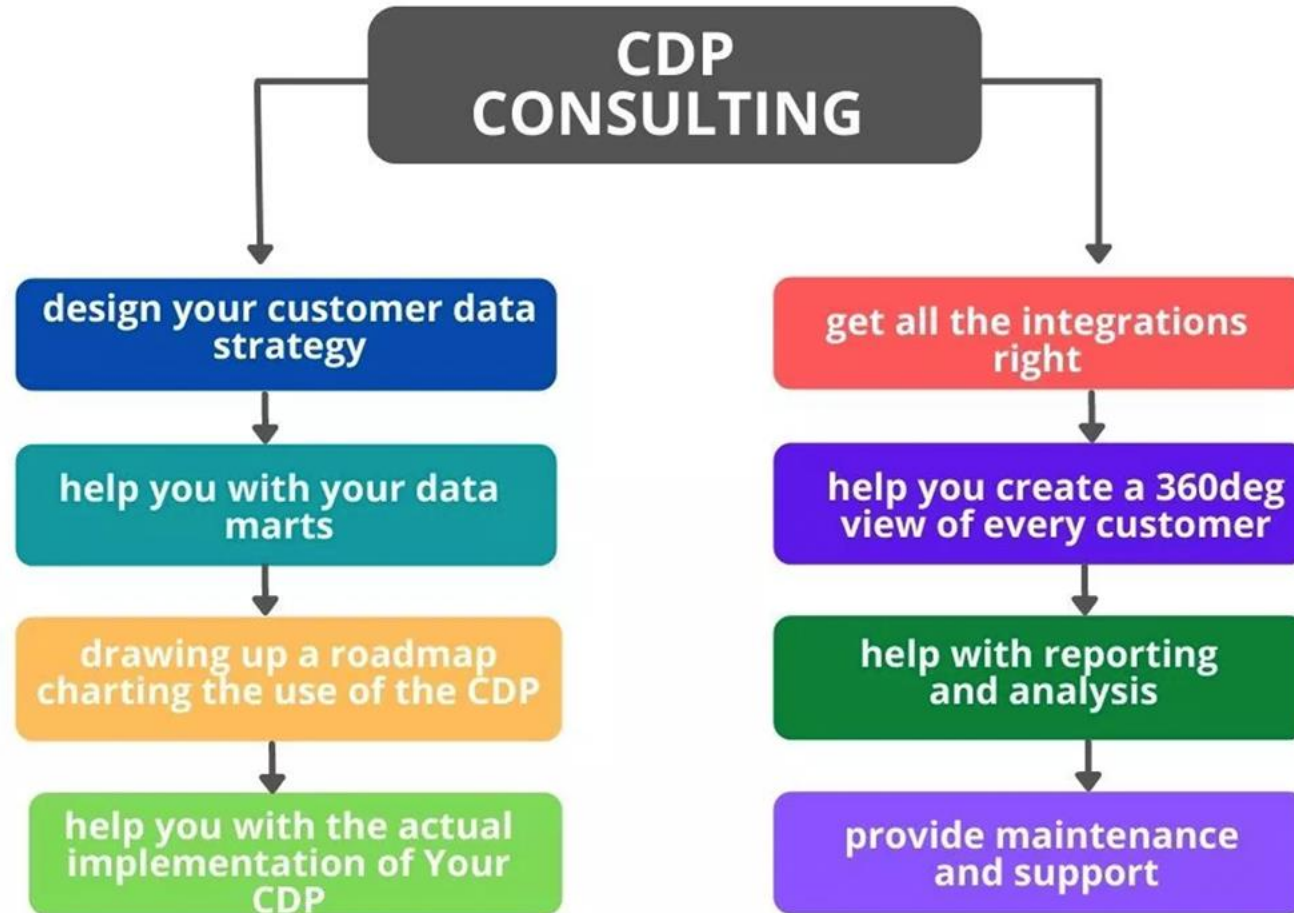 CDP
CONSULTING
design your customer data
strategy
help you with your data
marts
drawing up a roadmap
charting the use of the CDP
help you with the actual
implementation of Your
CDP
get all the integrations
right
help you create a 360deg
view of every customer
help with reporting
and analysis
provide maintenance
and support